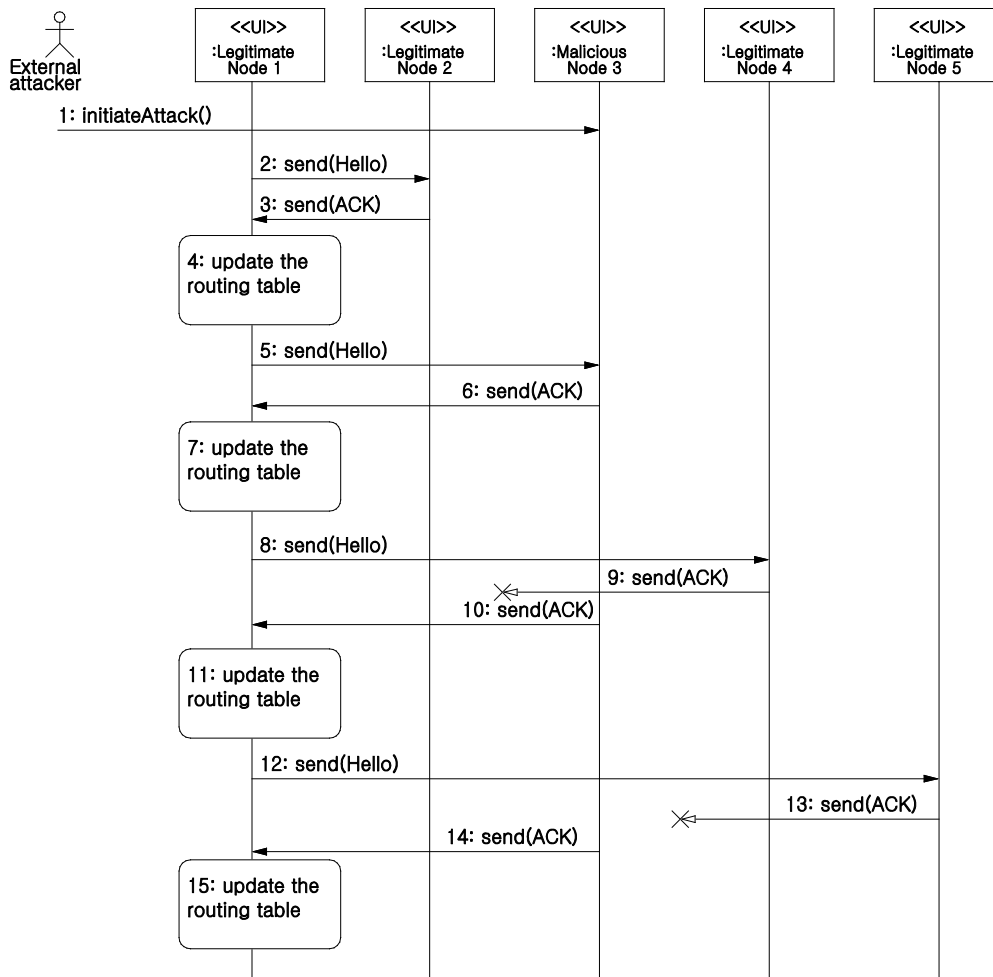 <<UI>>
:Legitimate
Node 1
<<UI>>
:Legitimate
Node 2
<<UI>>
:Malicious
Node 3
<<UI>>
:Legitimate
Node 4
<<UI>>
:Legitimate
Node 5
External
attacker
1: initiateAttack()
2: send(Hello)
3: send(ACK)
4: update the
routing table
5: send(Hello)
6: send(ACK)
7: update the
routing table
8: send(Hello)
9: send(ACK)
10: send(ACK)
11: update the
routing table
12: send(Hello)
13: send(ACK)
14: send(ACK)
15: update the
routing table